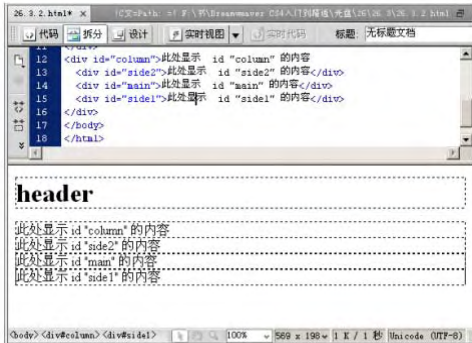 26.3.2.html*
代码 拆分 设计 实时视图 实时代码 标题: 无标题文档
11 </div>
12 <div id="column">此处显示 id "column" 的内容
13 <div id="side2">此处显示 id "side2" 的内容</div>
14 <div id="main">此处显示 id "main" 的内容</div>
15 <div id="side1">此处显示 id "side1" 的内容</div>
16 </div>
17 </body>
18 </html>
header
此处显示 id "column" 的内容
此处显示 id "side2" 的内容
此处显示 id "main" 的内容
此处显示 id "side1" 的内容
<body> <div#column> <div#side1> 100% 569 x 198 1 K / 1 秒 Unicode (UTF-8)